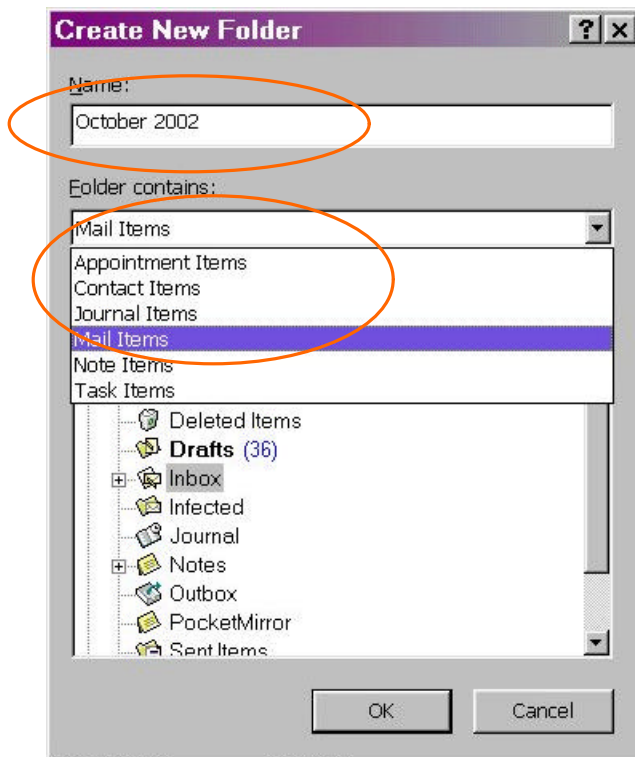 Create New Folder
Name:
October 2002
Folder contains:
Mail Items
Appointment Items
Contact Items
Journal Items
Mail Items
Note Items
Task Items
Deleted Items
Drafts (36)
Inbox
Infected
Journal
Notes
Outbox
PocketMirror
Sent Items
OK Cancel